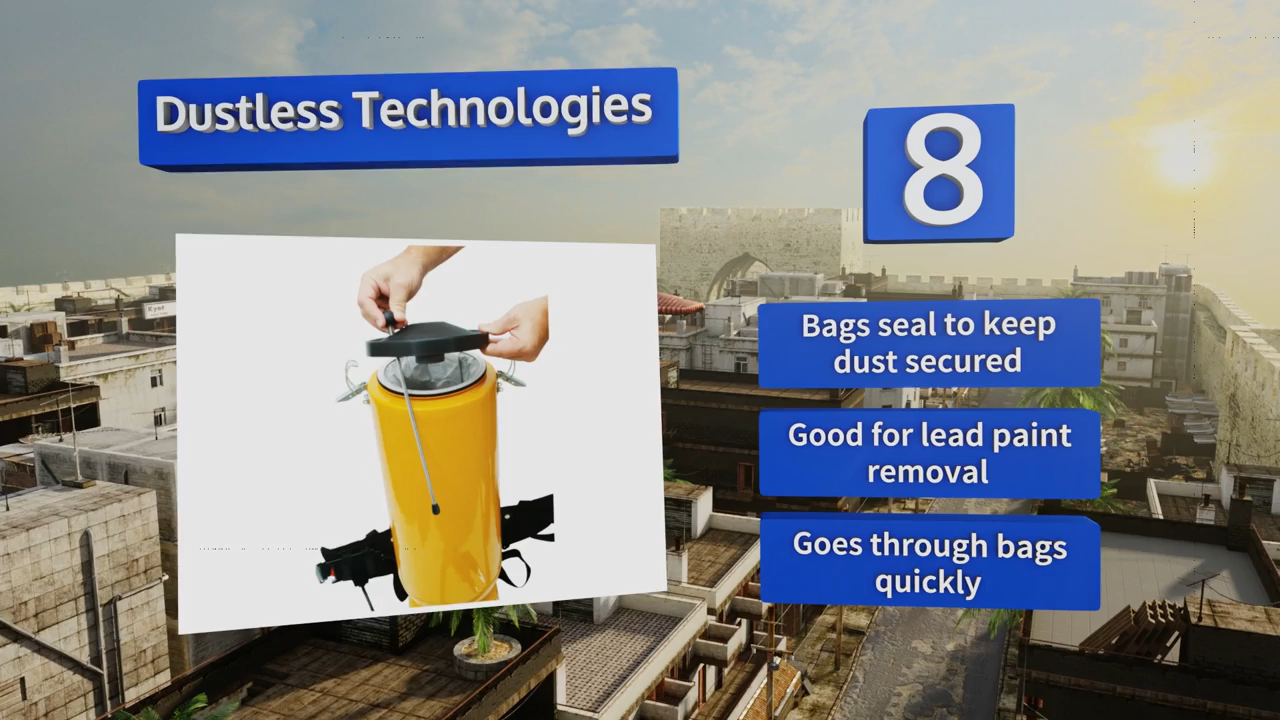 Dustless Technologies
8
Bags seal to keep
dust secured
Good for lead paint
removal
Goes through bags
quickly